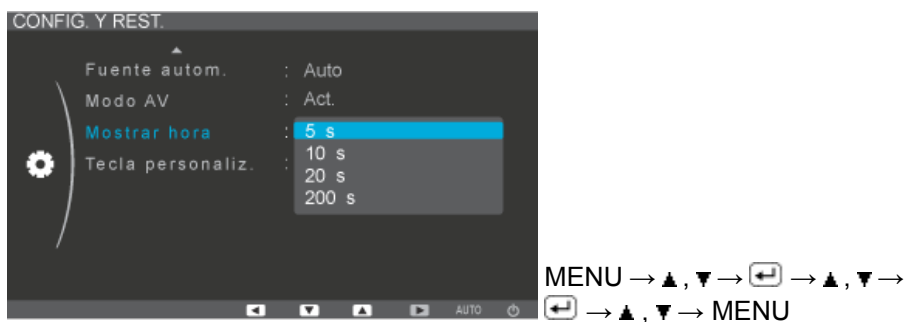 CONFIG. Y REST.
Fuente autom. : Auto
Modo AV : Act.
Mostrar hora : 5 s
10 s
Tecla personaliz. :
20 s
200 s
AUTO
MENU → ▲ , ▼ → ↵ → ▲ , ▼ →
↵ → ▲ , ▼ → MENU